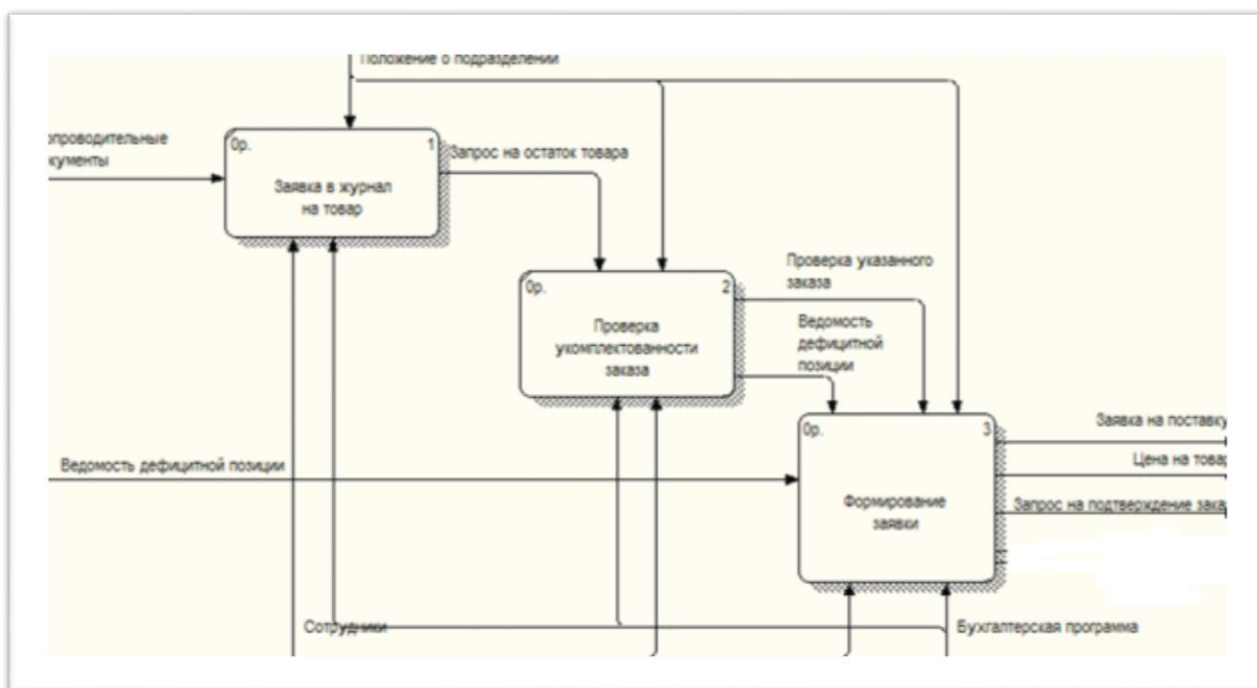 Положение о подразделении
опроводительные
кументы
0р.
1
Заявка в журнал
на товар
Запрос на остаток товара
0р.
2
Проверка
укомплектованности
заказа
Проверка указанного
заказа
Ведомость
дефицитной
позиции
0р.
3
Формирование
заявки
Ведомость дефицитной позиции
Заявка на поставку
Цена на товар
Запрос на подтверждение зака
Сотрудники
Бухгалтерская программа